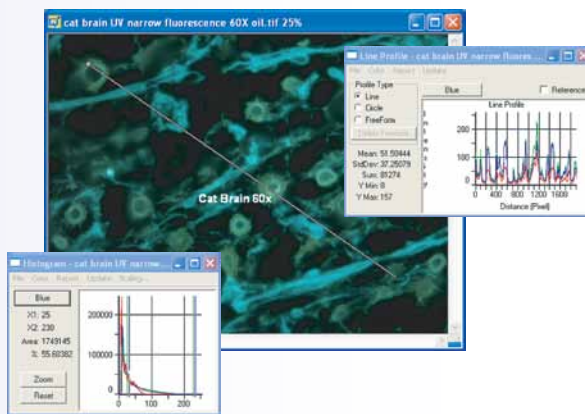 cat brain UV narrow fluorescence 60X oil.tif 25%
Cat Brain 60x
Line Profile - cat brain UV narrow fluores ...
File Color Report Update
Profile Type
Line
Circle
FreeForm
Blue
Reference
Line Profile
Mean: 51.50444
StdDev: 37.25079
Sum: 81274
Y Min: 8
Y Max: 157
200
100
0
0 400 800 1200 1600
Distance (Pixel)
Histogram - cat brain UV narrow...
File Color Report Update Scaling...
Blue
X1: 25
X2: 230
Area: 1749145
%: 55.60302
Zoom
Reset
200000
100000
0
0 100 200